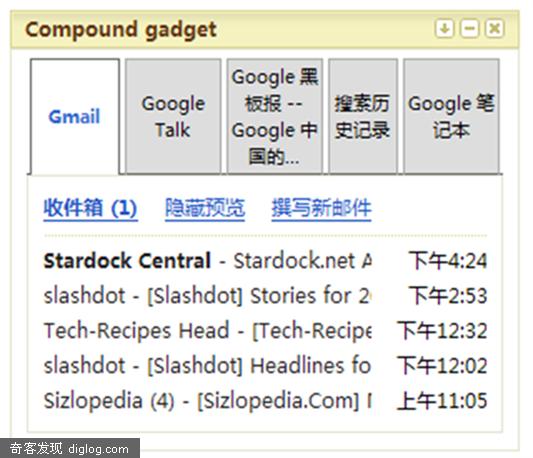 Compound gadget
Gmail
Google
Talk
Google 黑
板报 --
Google 中
国的...
搜索历
史记录
Google 笔
记本
收件箱 (1) 隐藏预览 撰写新邮件
Stardock Central - Stardock.net A 下午4:24
slashdot - [Slashdot] Stories for 20 下午2:53
Tech-Recipes Head - [Tech-Recipe 下午12:32
slashdot - [Slashdot] Headlines fo 下午12:02
Sizlopedia (4) - [Sizlopedia.Com] 上午11:05
奇客发现 diglog.com